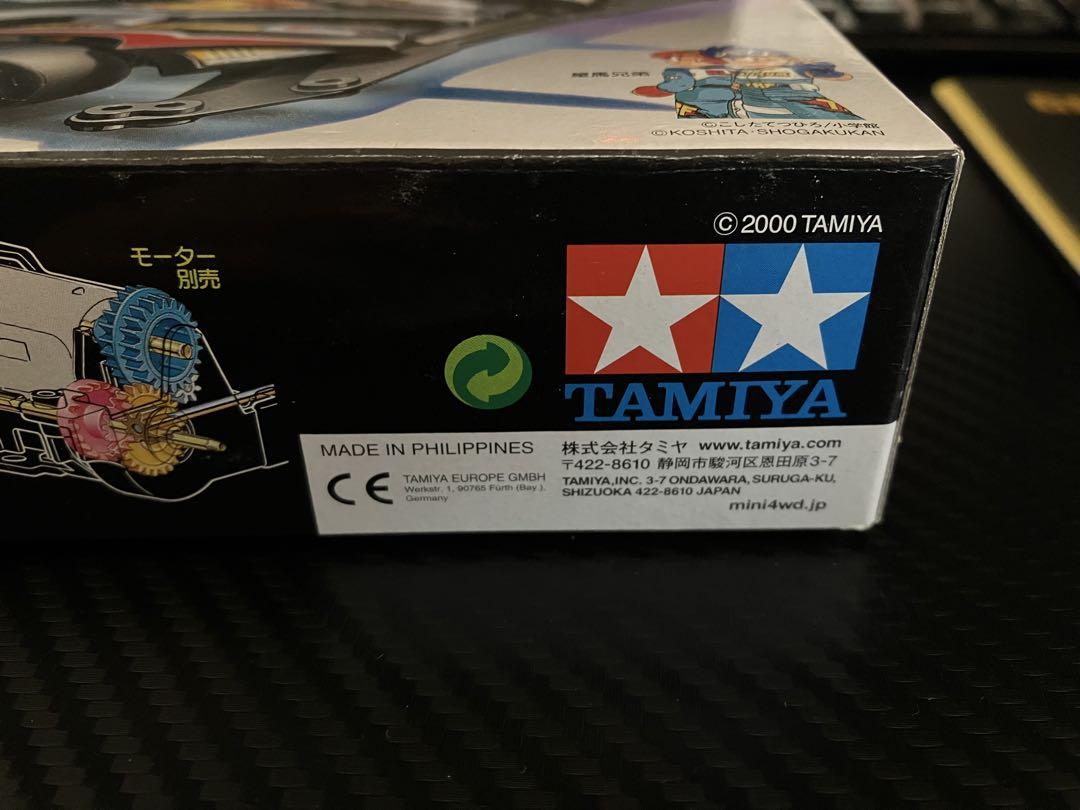 星馬兄弟
©こしたてつひろ/小学館
©KOSHITA・SHOGAKUKAN
© 2000 TAMIYA
モーター
別売
TAMIYA
MADE IN PHILIPPINES
CE
TAMIYA EUROPE GMBH
Werkstr. 1, 90765 Fürth (Bay.),
Germany
株式会社タミヤ www.tamiya.com
〒422-8610 静岡市駿河区恩田原3-7
TAMIYA,INC. 3-7 ONDAWARA, SURUGA-KU,
SHIZUOKA 422-8610 JAPAN
mini4wd.jp